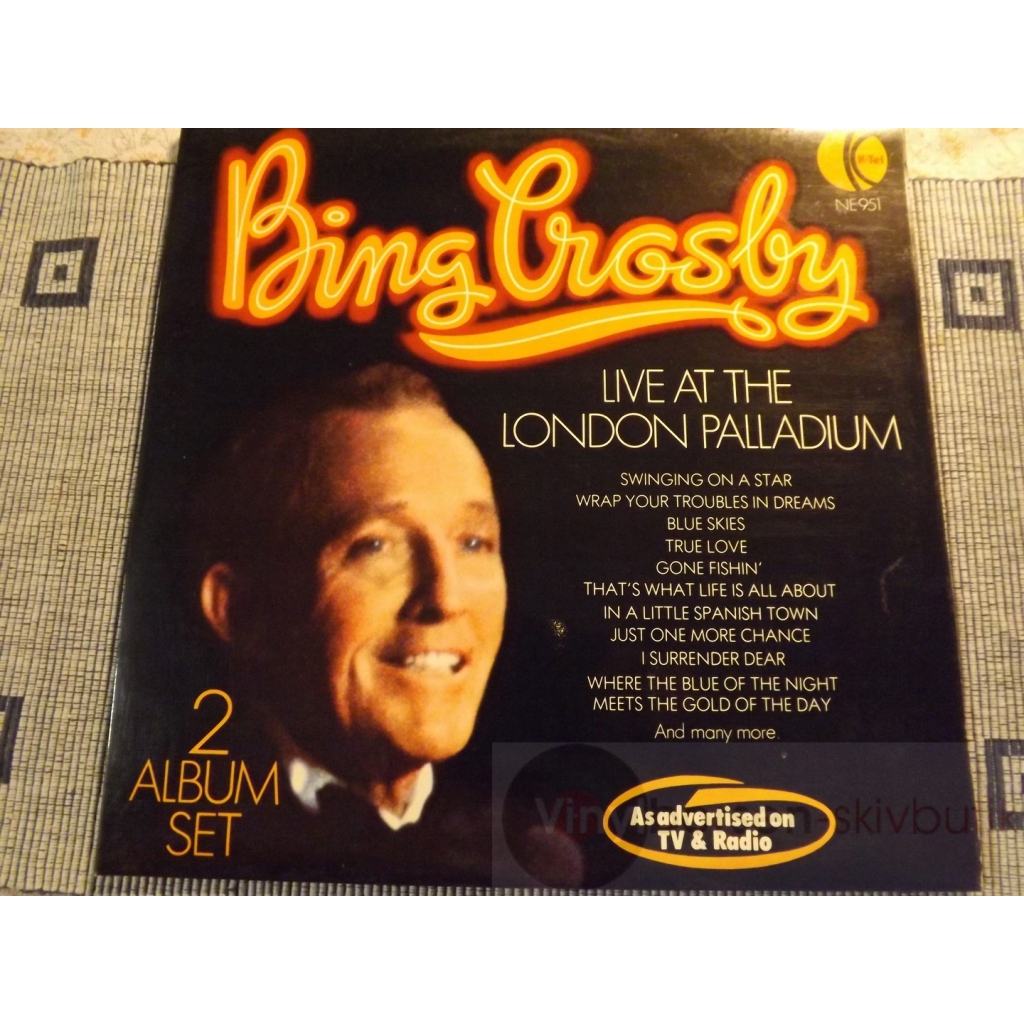 Bing Crosby
K-Tel
NE951
LIVE AT THE
LONDON PALLADIUM
SWINGING ON A STAR
WRAP YOUR TROUBLES IN DREAMS
BLUE SKIES
TRUE LOVE
GONE FISHIN'
THAT'S WHAT LIFE IS ALL ABOUT
IN A LITTLE SPANISH TOWN
JUST ONE MORE CHANCE
I SURRENDER DEAR
WHERE THE BLUE OF THE NIGHT
MEETS THE GOLD OF THE DAY
And many more.
2
ALBUM
SET
As advertised on
TV & Radio